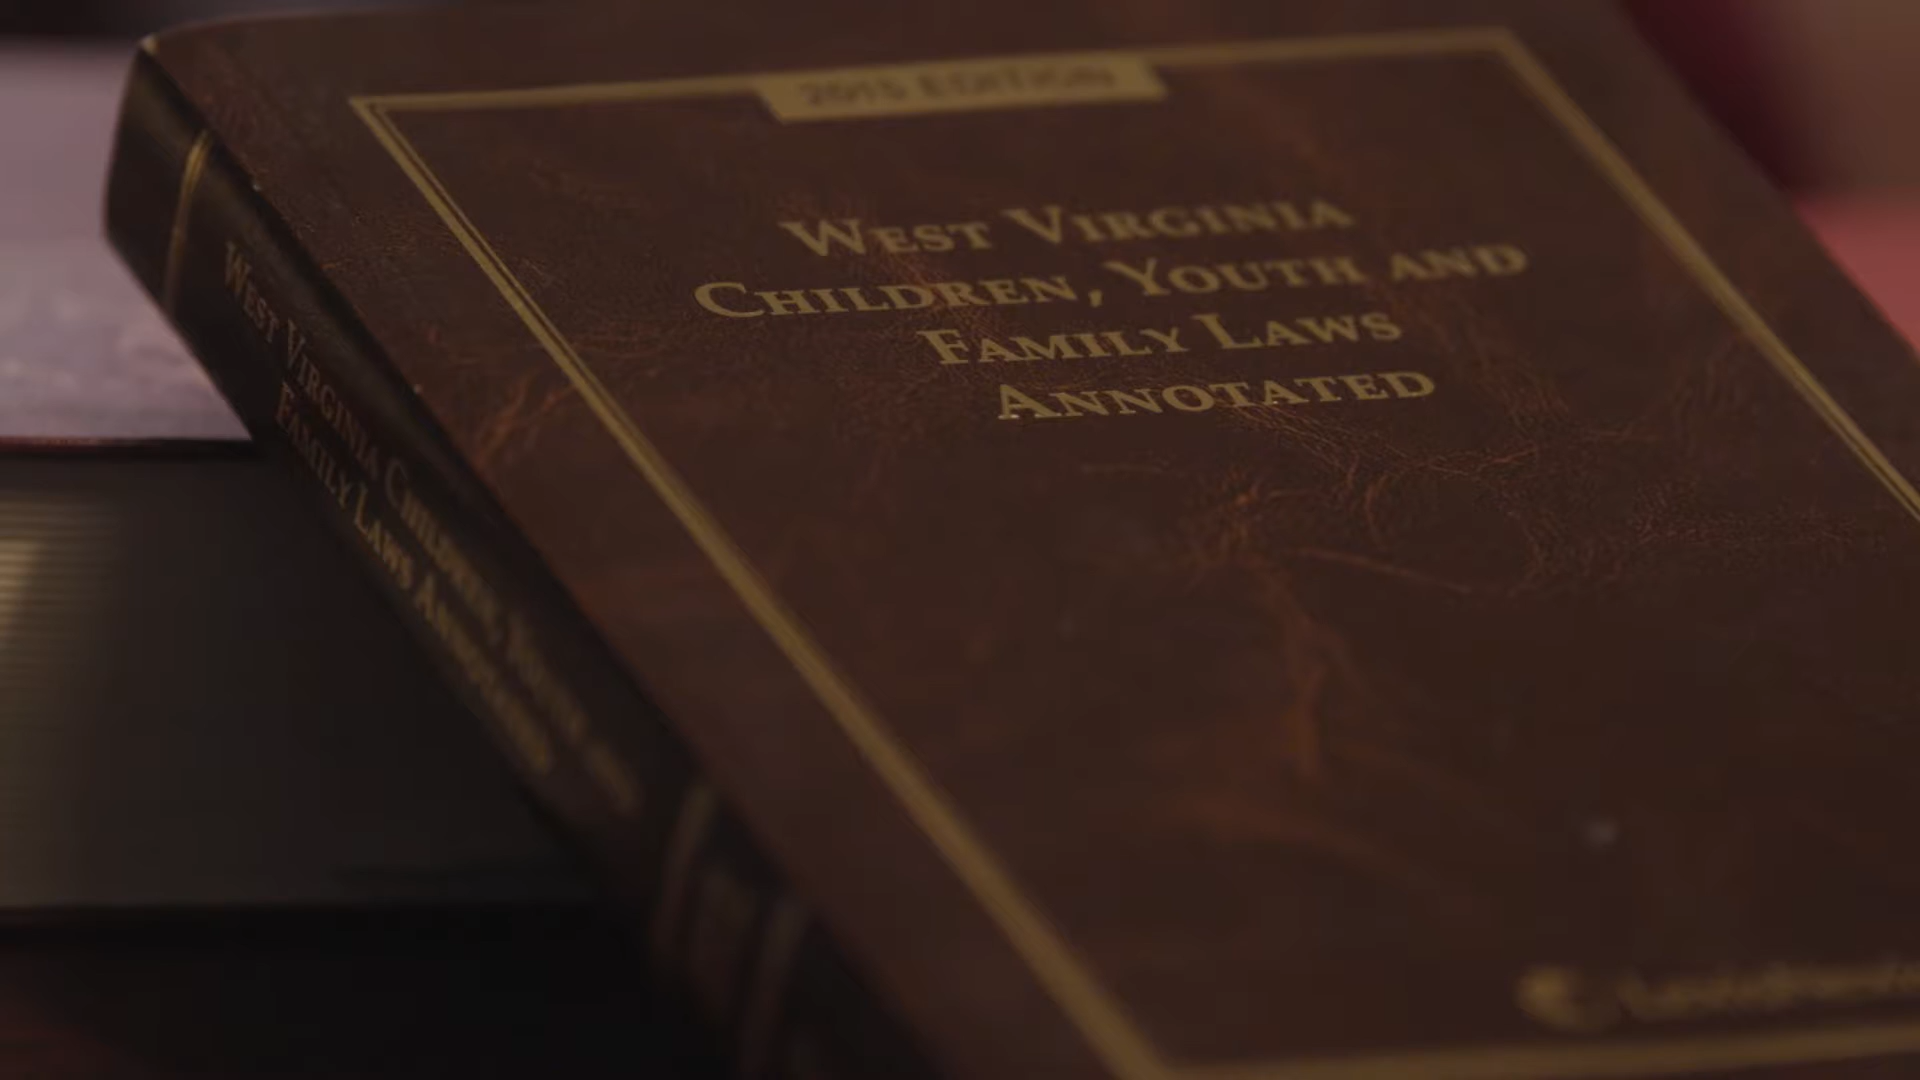 2015 EDITION
WEST VIRGINIA
CHILDREN, YOUTH AND
FAMILY LAWS
ANNOTATED
WEST VIRGINIA CHILDREN, YOUTH AND
FAMILY LAWS ANNOTATED